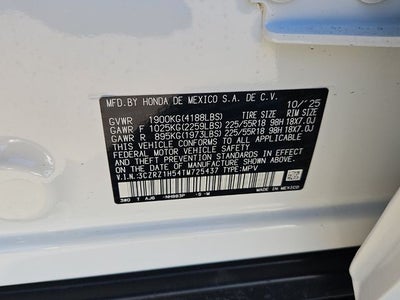 MFD.BY HONDA DE MEXICO S.A. DE C.V. 10/'25
GVWR 1900KG(4188LBS) TIRE SIZE RIM SIZE
GAWR F 1025KG(2259LBS) 225/55R18 98H 18X7.0J
GAWR R 895KG(1973LBS) 225/55R18 98H 18X7.0J
THIS VEHICLE CONFORMS TO ALL APPLICABLE
FEDERAL MOTOR VEHICLE SAFETY AND
THEFT PREVENTION STANDARDS IN EFFECT ON
THE DATE OF MANUFACTURE SHOWN ABOVE.
V.I.N.:3CZRZ1H54TM725437 TYPE:MPV
NH883P
MADE IN MEXICO